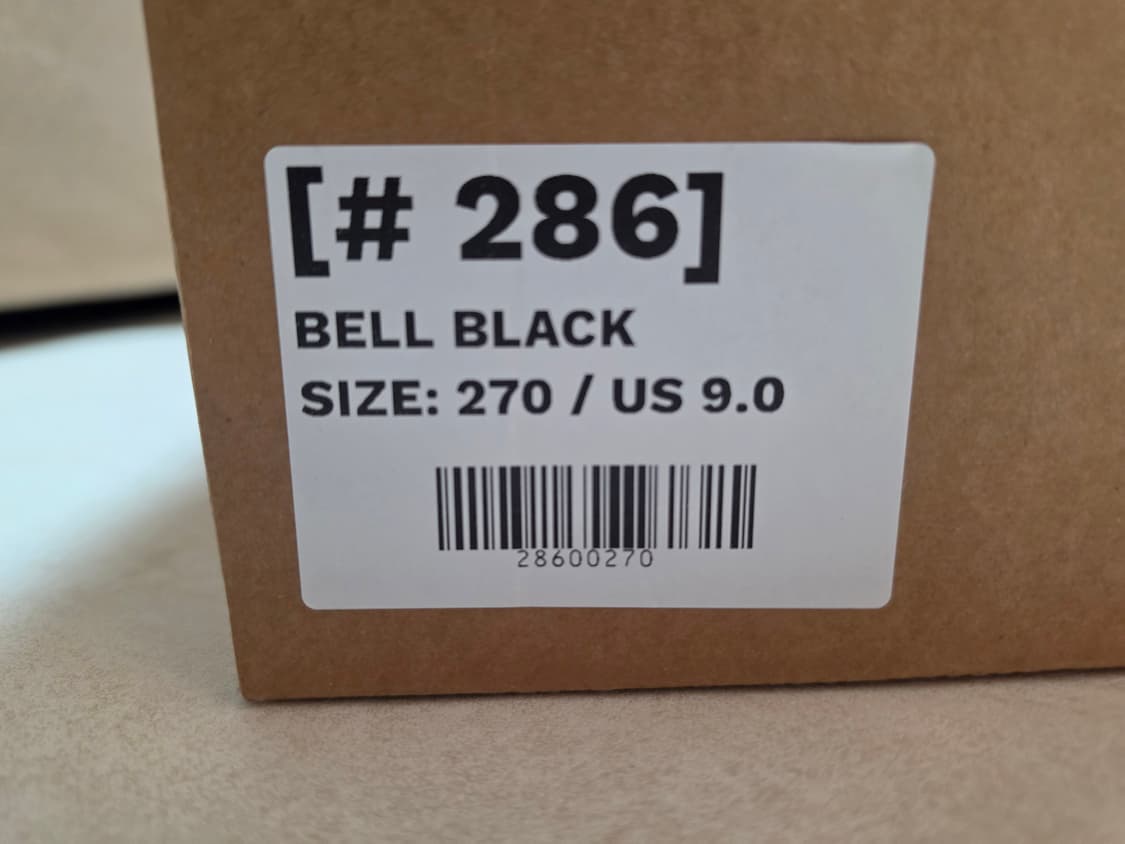 [# 286]
BELL BLACK
SIZE: 270 / US 9.0
28600270